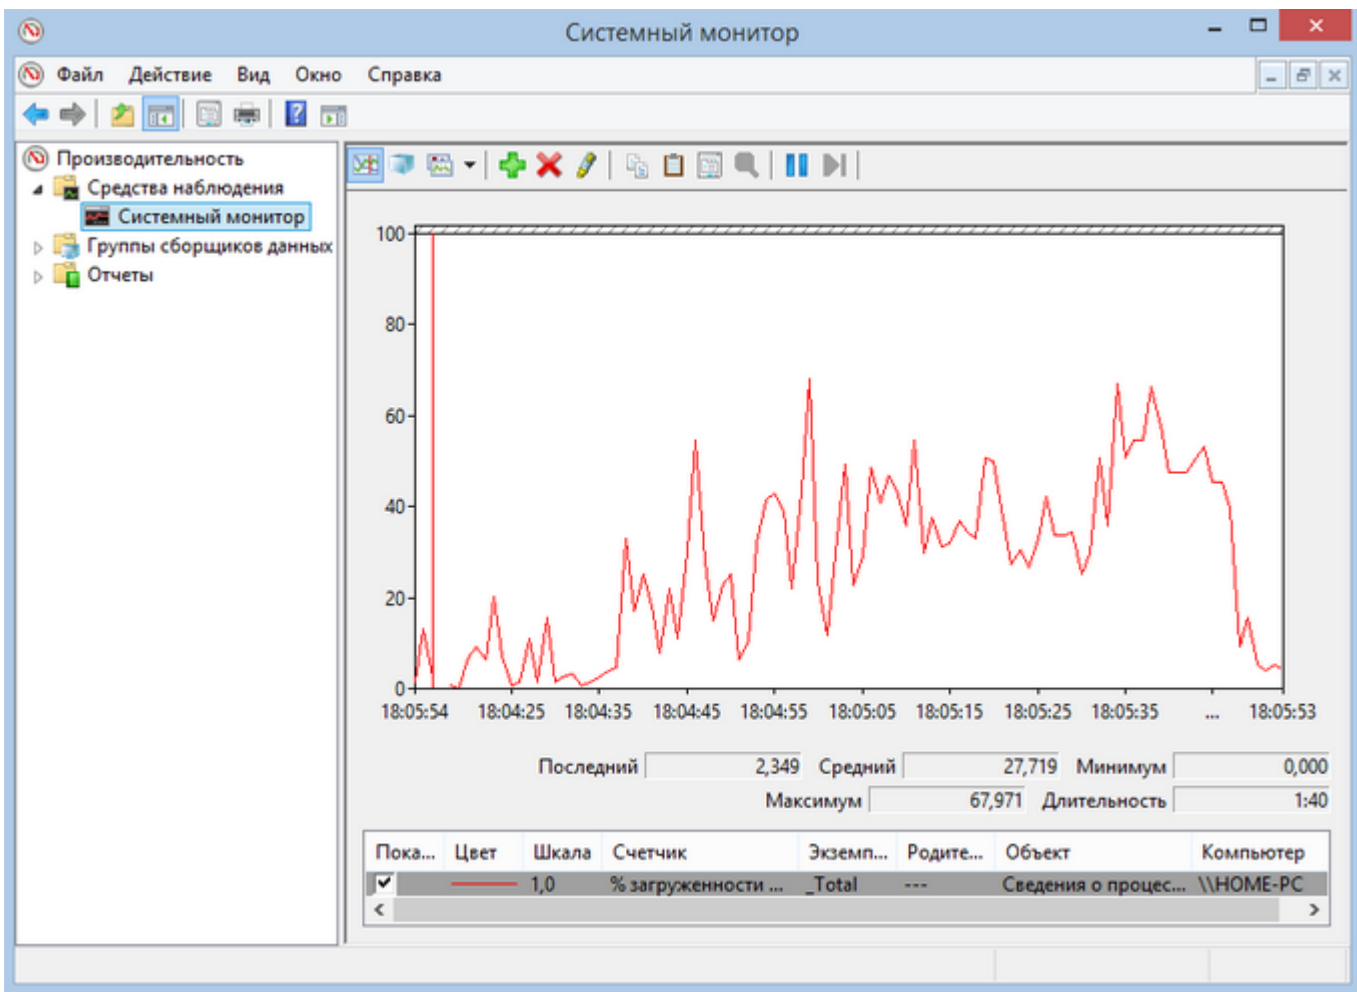 Системный монитор
Файл Действие Вид Окно Справка
Производительность
Средства наблюдения
Системный монитор
Группы сборщиков данных
Отчеты
100
80
60
40
20
0
18:05:54 18:04:25 18:04:35 18:04:45 18:04:55 18:05:05 18:05:15 18:05:25 18:05:35 ... 18:05:53
Последний 2,349 Средний 27,719 Минимум 0,000
Максимум 67,971 Длительность 1:40
Пока... Цвет Шкала Счетчик Экземп... Родите... Объект Компьютер
1,0 % загруженности ... _Total --- Сведения о процес... \\HOME-PC